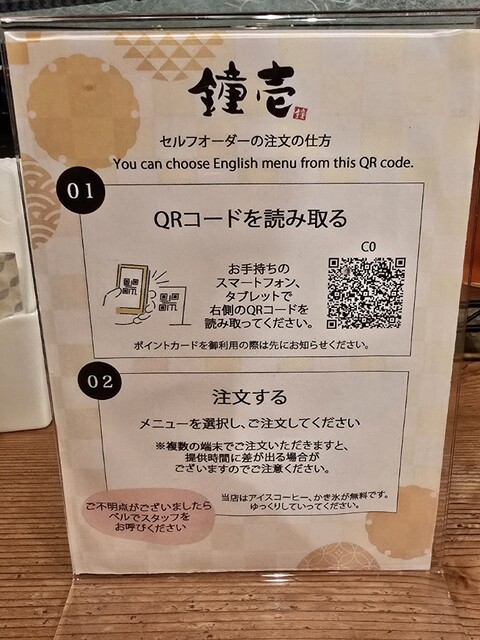 鐘壱
セルフオーダーの注文の仕方
You can choose English menu from this QR code.
01
QRコードを読み取る
C0
お手持ちの
スマートフォン、
タブレットで
右側のQRコードを
読み取ってください。
ポイントカードを御利用の際は先にお知らせください。
02
注文する
メニューを選択し、ご注文してください
※複数の端末でご注文いただきますと、
提供時間に差が出る場合が
ございますのでご注意ください。
当店はアイスコーヒー、かき氷が無料です。
ゆっくりしていってください。
ご不明点がございましたら
ベルでスタッフを
お呼びください